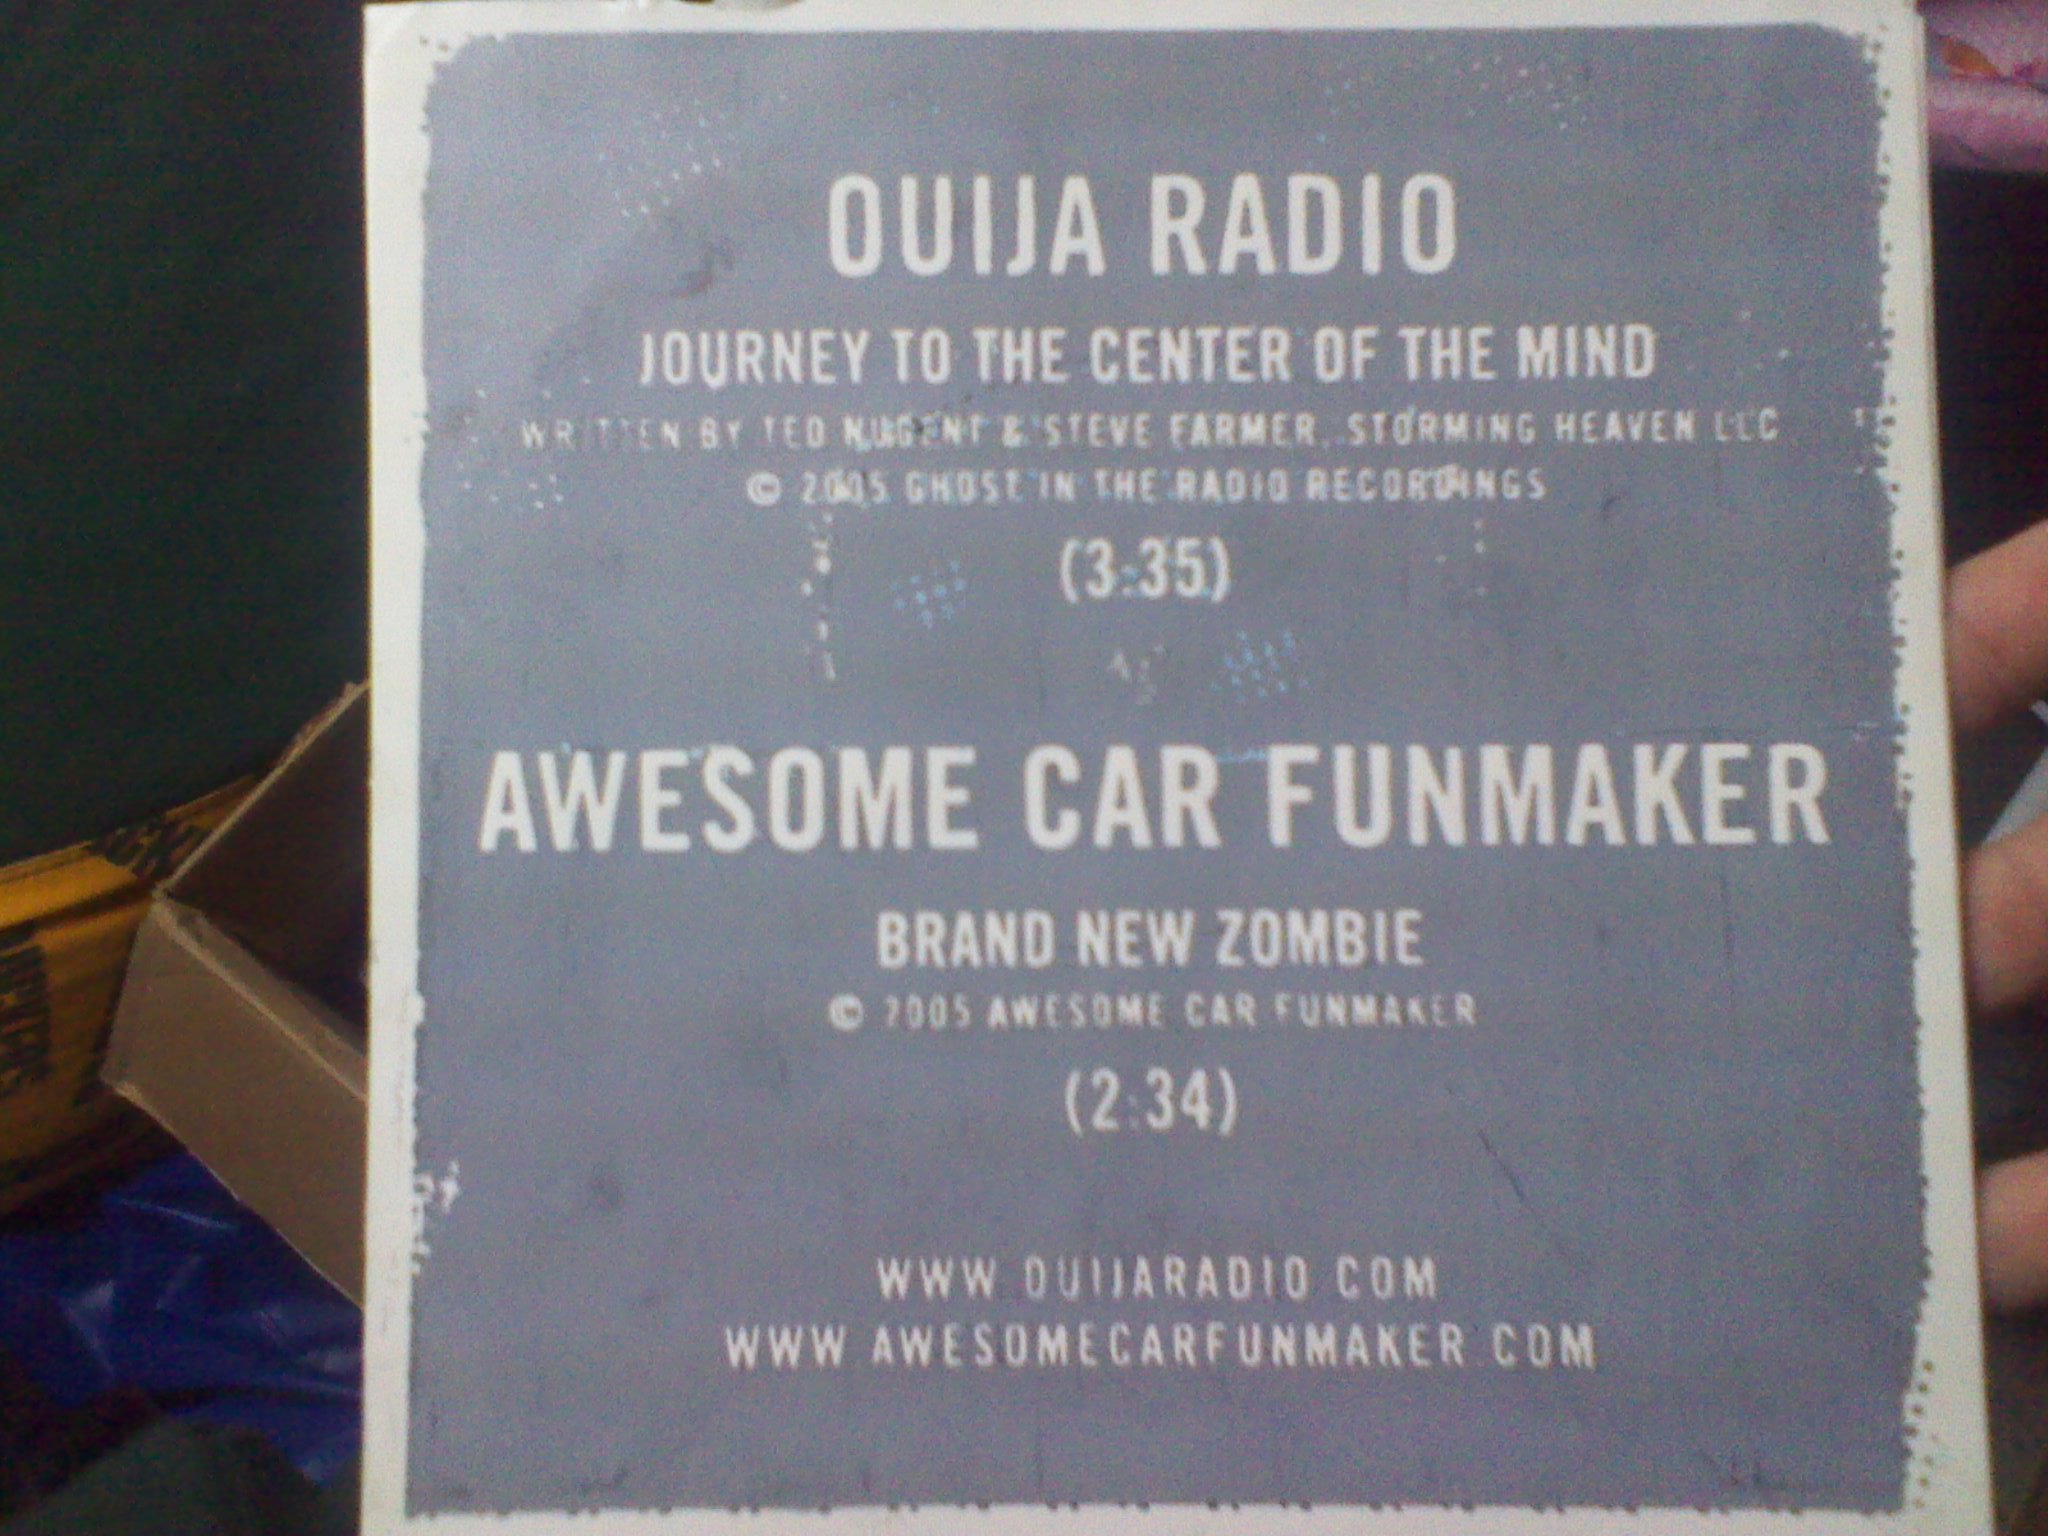 OUIJA RADIO
JOURNEY TO THE CENTER OF THE MIND
WRITTEN BY TED NUGENT & STEVE FARMER, STORMING HEAVEN LLC
© 2005 GHOST IN THE RADIO RECORDINGS
(3:35)
AWESOME CAR FUNMAKER
BRAND NEW ZOMBIE
© 2005 AWESOME CAR FUNMAKER
(2:34)
WWW.OUIJARADIO.COM
WWW.AWESOMECARFUNMAKER.COM